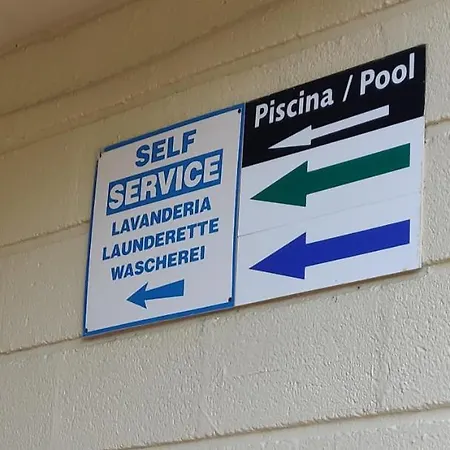 SELF
SERVICE
LAVANDERIA
LAUNDERETTE
WASCHEREI
Piscina / Pool